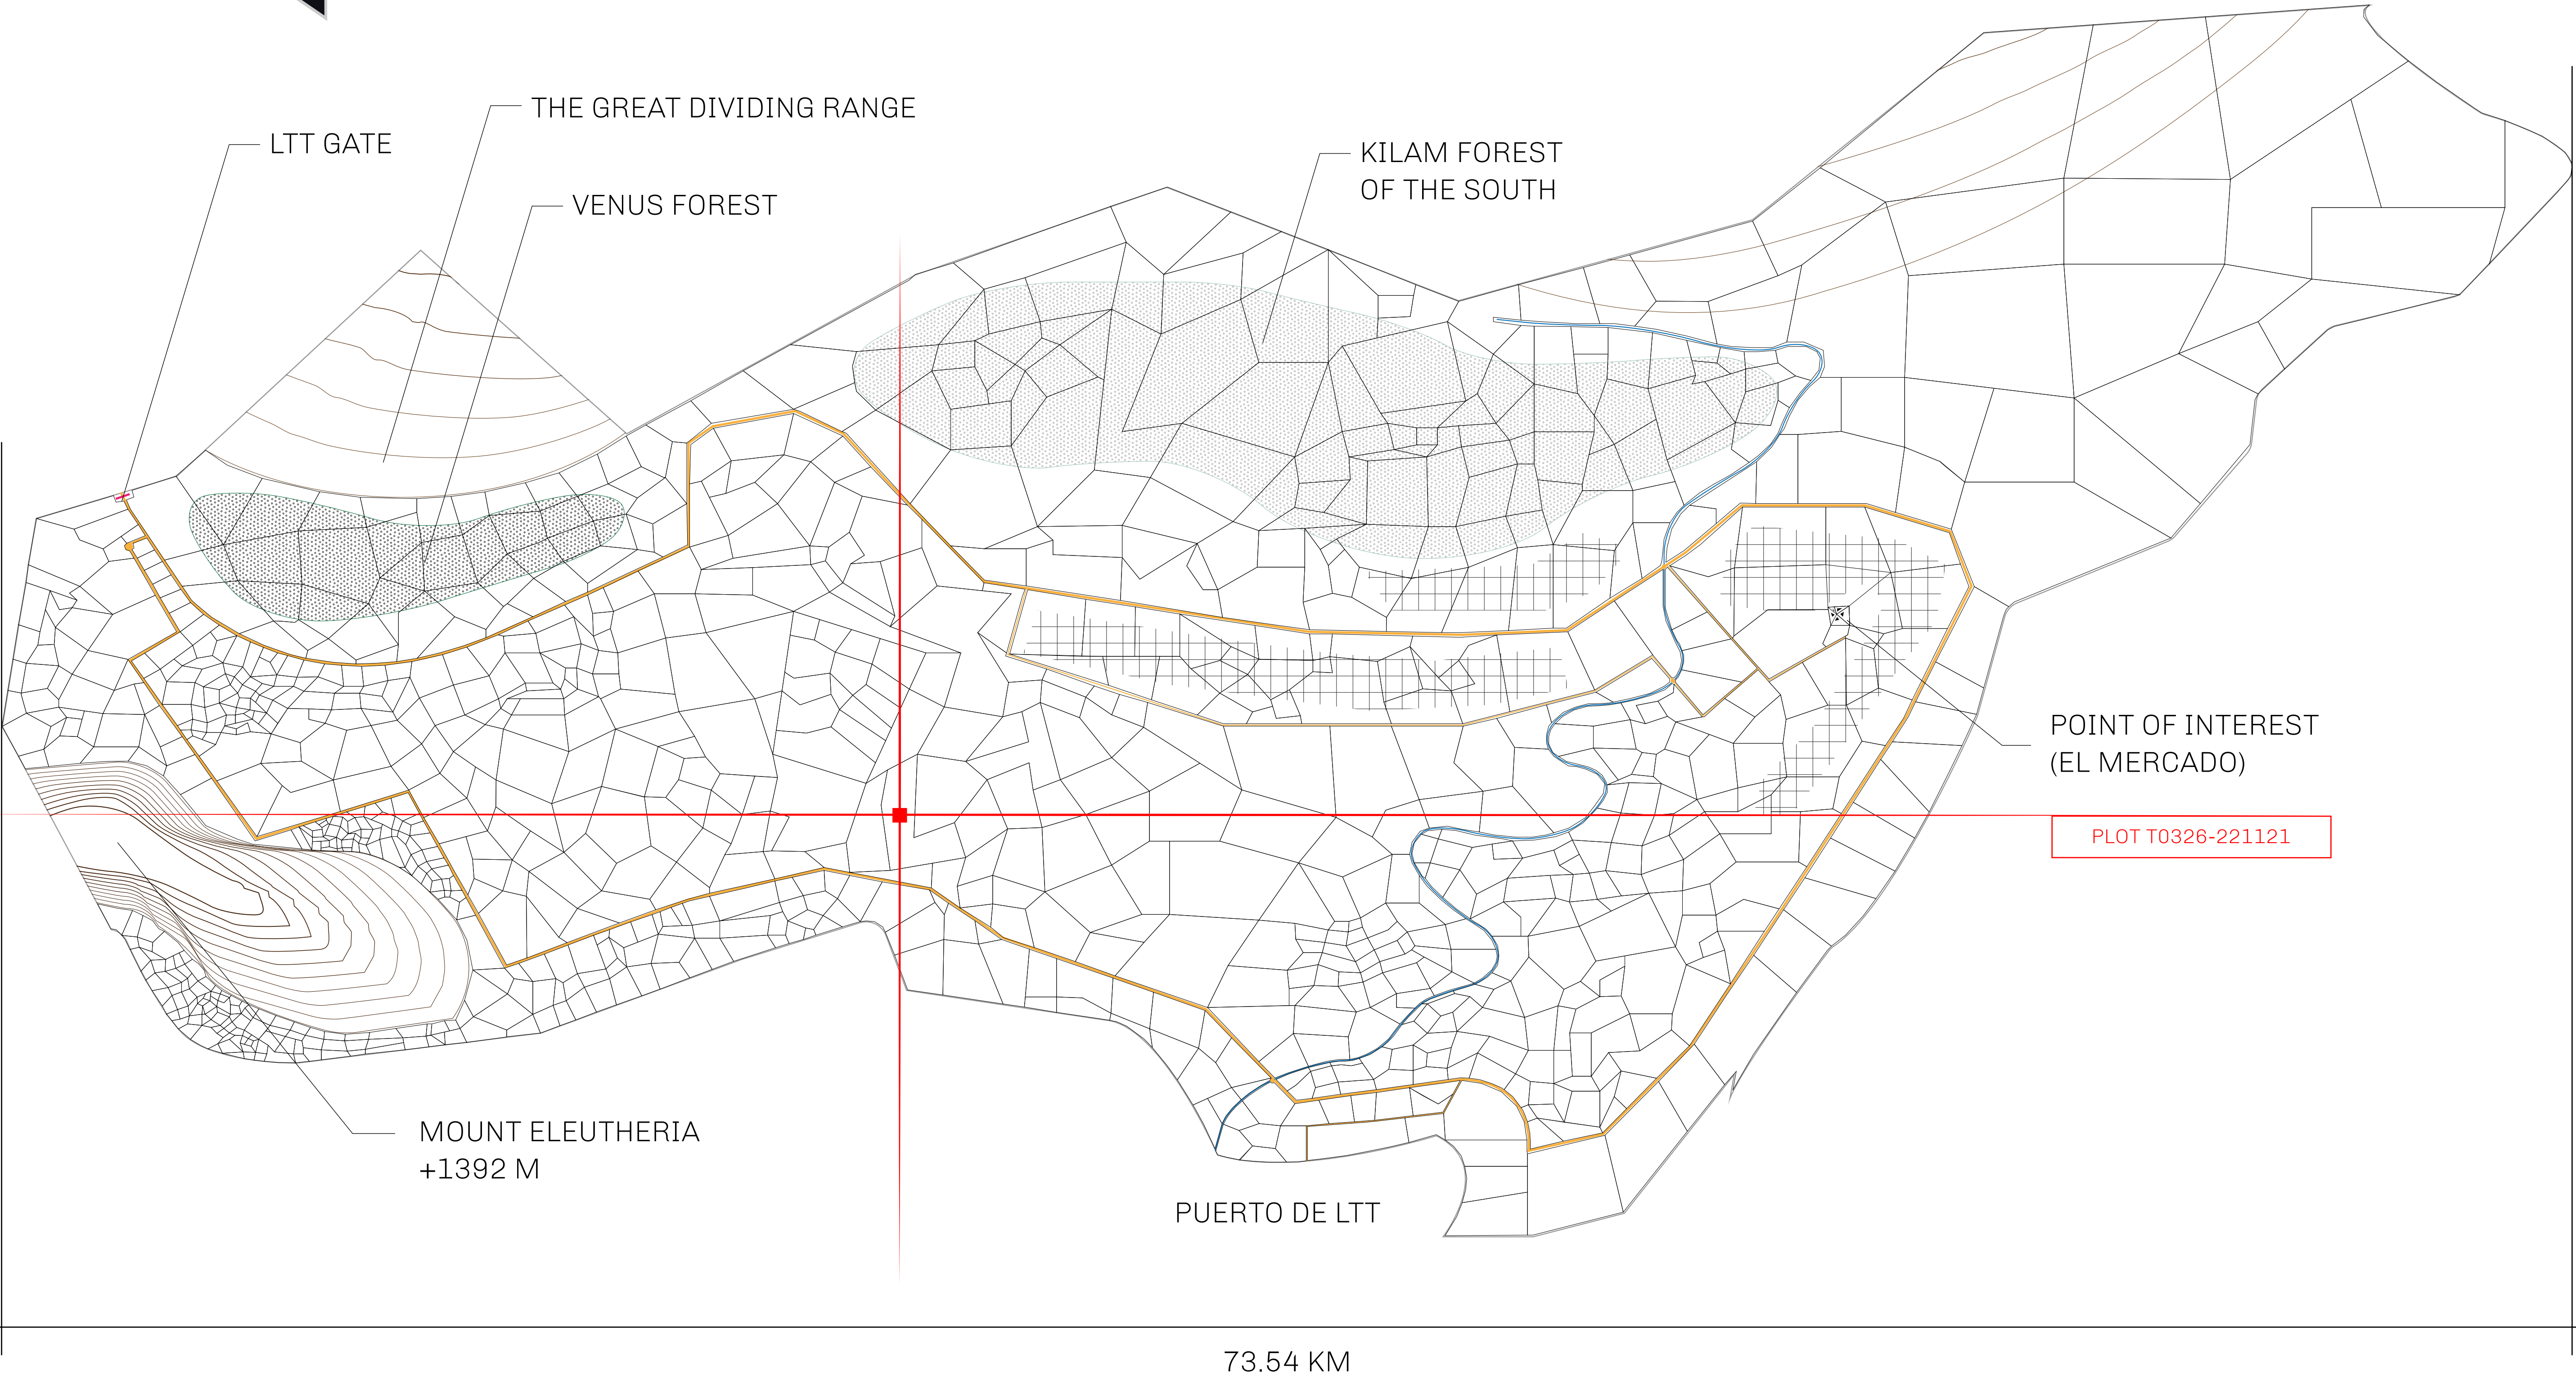 THE GREAT DIVIDING RANGE
LTT GATE
VENUS FOREST
KILAM FOREST
OF THE SOUTH
POINT OF INTEREST
(EL MERCADO)
PLOT T0326-221121
MOUNT ELEUTHERIA
+1392 M
PUERTO DE LTT
73.54 KM